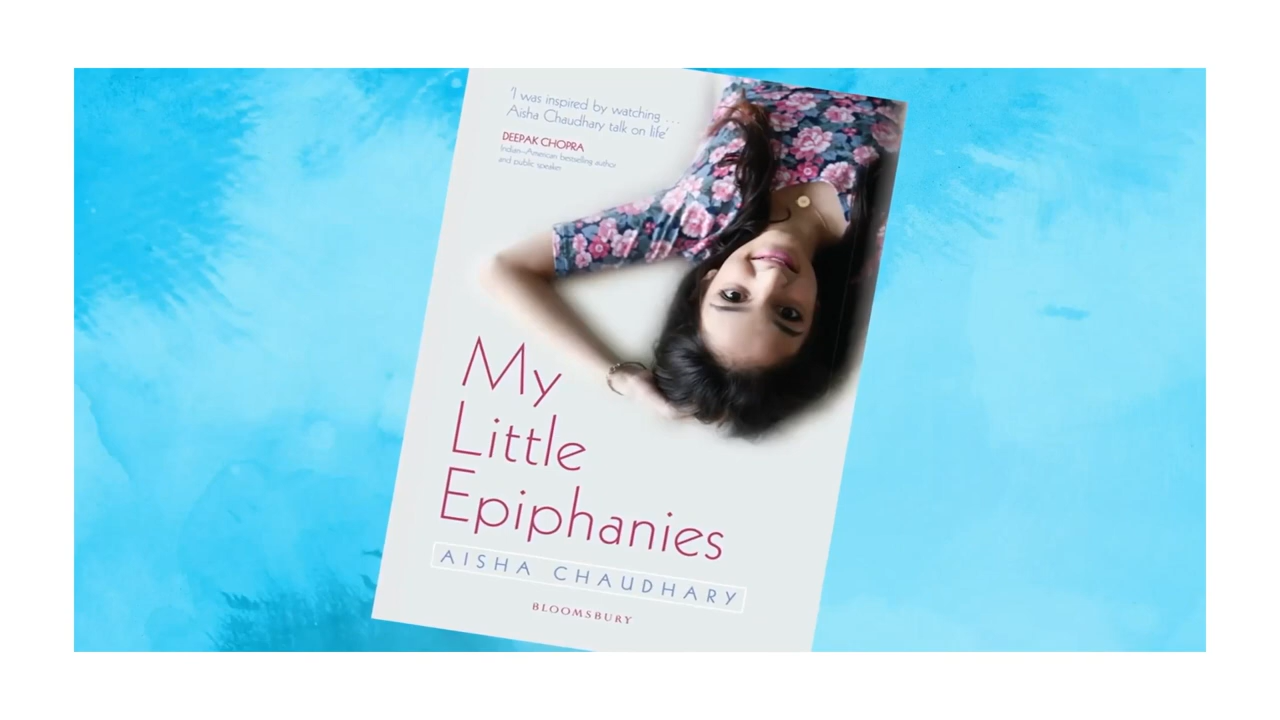 'I was inspired by watching ...
Aisha Chaudhary talk on life'
DEEPAK CHOPRA
Indian-American bestselling author
and public speaker
My
Little
Epiphanies
AISHA CHAUDHARY
BLOOMSBURY